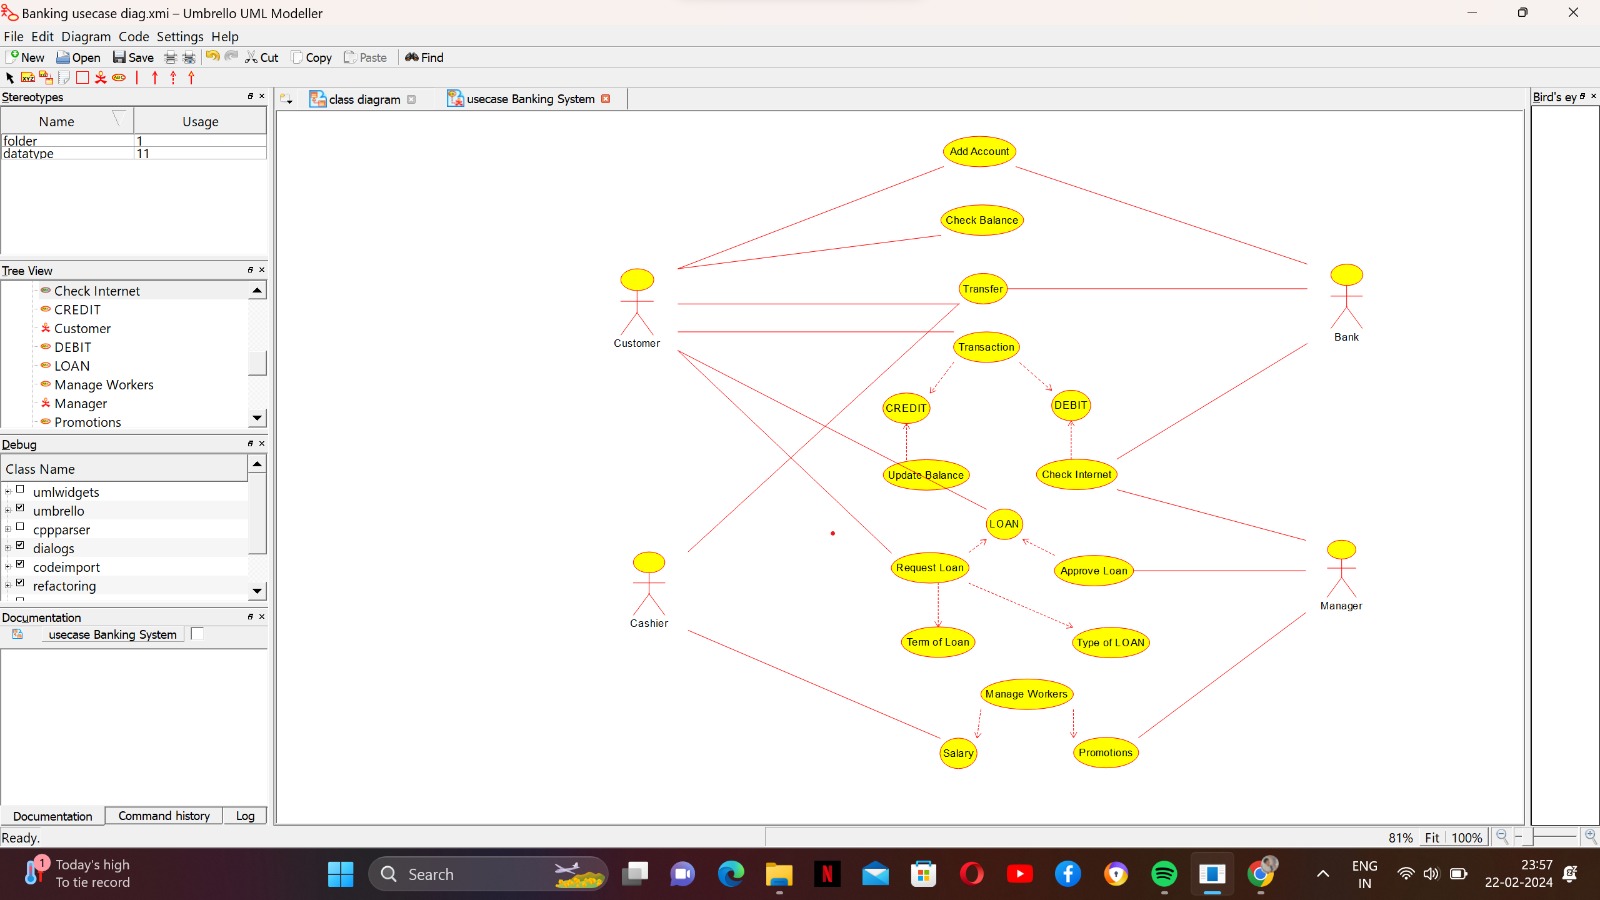 Banking usecase diag.xmi – Umbrello UML Modeller
File Edit Diagram Code Settings Help
New Open Save Cut Copy Paste Find
Stereotypes
Name Usage
folder 1
datatype 11
Tree View
Check Internet
CREDIT
Customer
DEBIT
LOAN
Manage Workers
Manager
Promotions
Debug
Class Name
umlwidgets
umbrello
cppparser
dialogs
codeimport
refactoring
Documentation
usecase Banking System
Documentation Command history Log
Ready.
class diagram
usecase Banking System
Bird's ey
Add Account
Check Balance
Transfer
Customer
Bank
Transaction
CREDIT
DEBIT
Update Balance
Check Internet
LOAN
Request Loan
Approve Loan
Cashier
Manager
Term of Loan
Type of LOAN
Manage Workers
Salary
Promotions
81% Fit 100%
1
Today's high
To tie record
Search
ENG
IN
23:57
22-02-2024